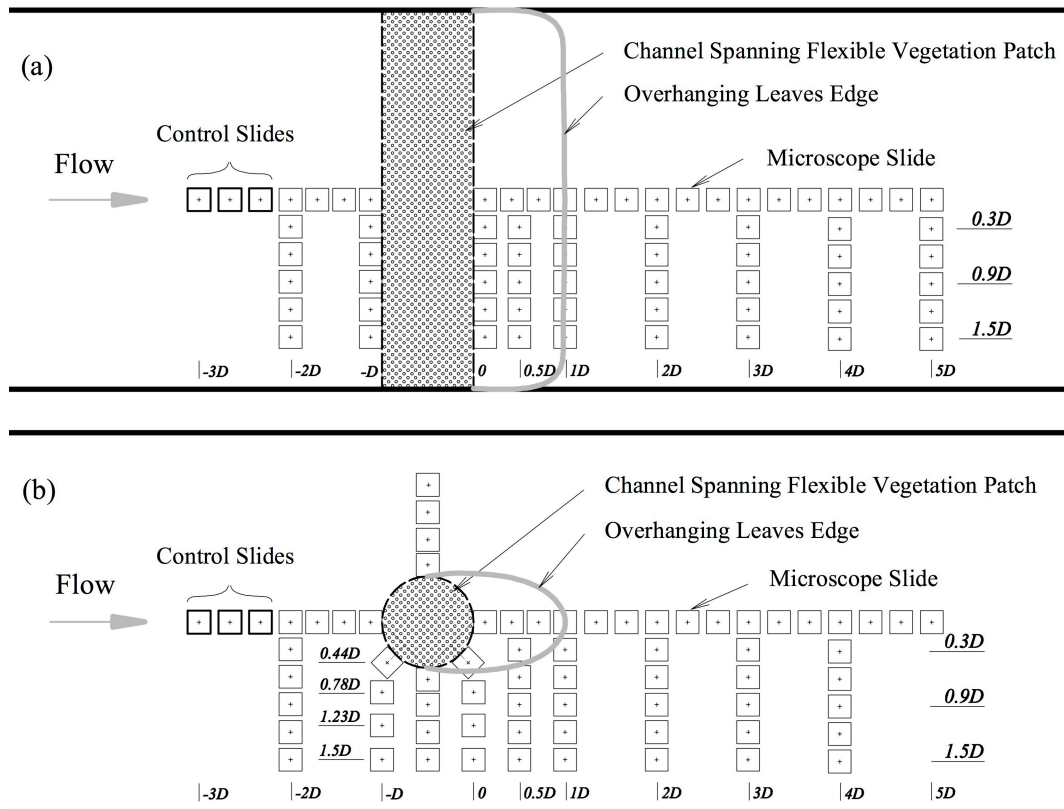 (a)
Channel Spanning Flexible Vegetation Patch
Overhanging Leaves Edge
Control Slides
Microscope Slide
Flow
0.3D
0.9D
1.5D
-3D -2D -D 0 0.5D 1D 2D 3D 4D 5D
(b)
Channel Spanning Flexible Vegetation Patch
Overhanging Leaves Edge
Control Slides
Microscope Slide
Flow
0.44D
0.3D
0.78D
0.9D
1.23D
1.5D
1.5D
-3D -2D -D 0 0.5D 1D 2D 3D 4D 5D